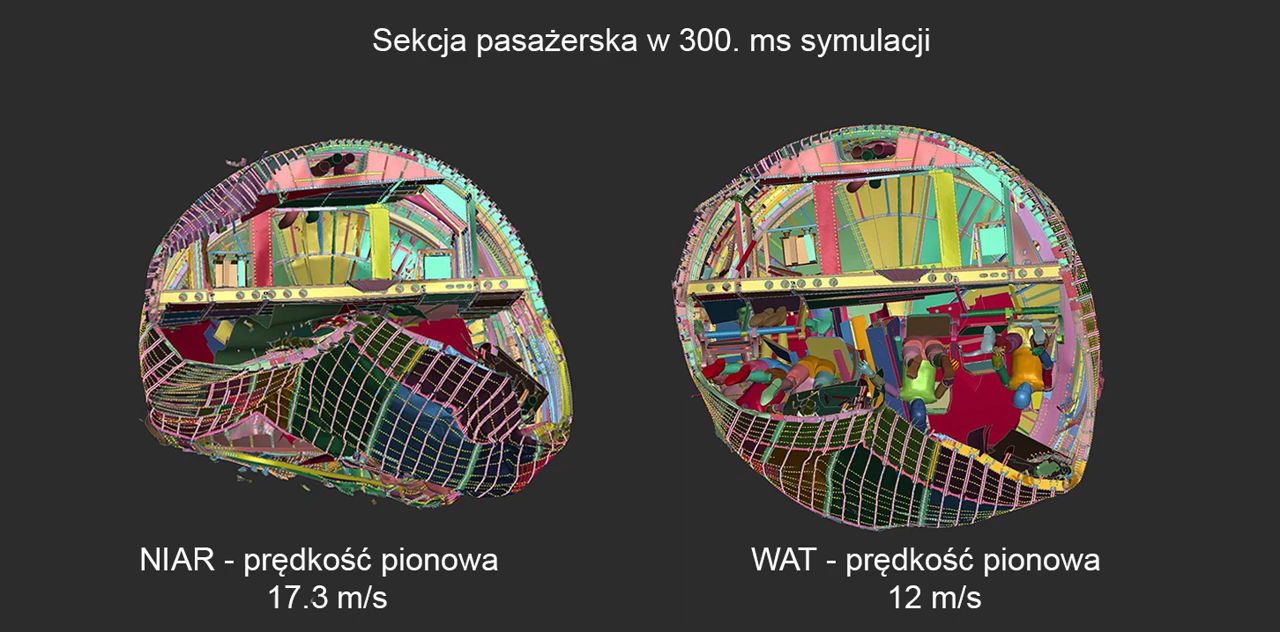 Sekcja pasażerska w 300. ms symulacji
NIAR - prędkość pionowa
17.3 m/s
WAT - prędkość pionowa
12 m/s